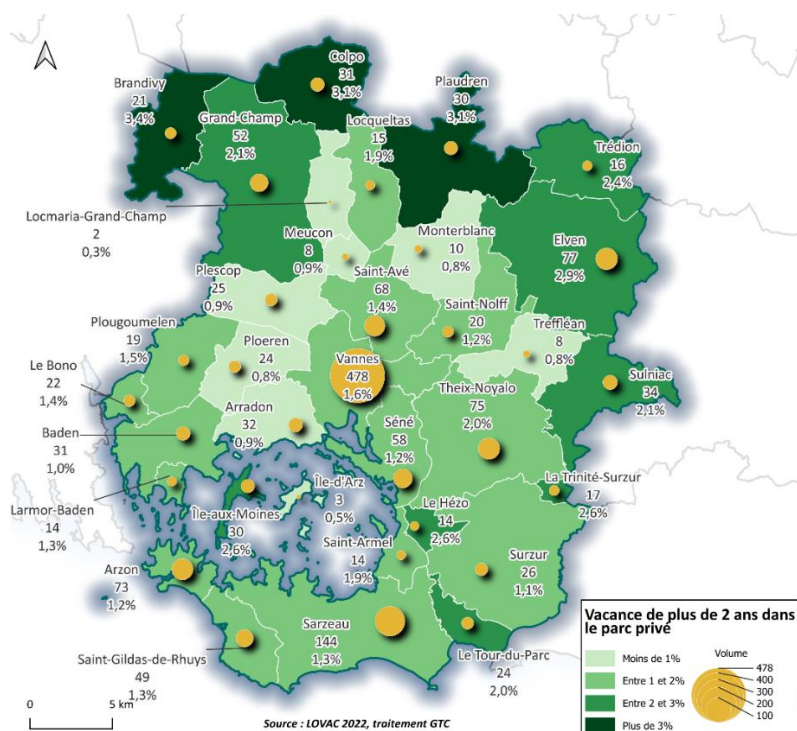 Colpo
31
3,1%
Brandivy
21
3,4%
Plaudren
30
3,1%
Grand-Champ
52
2,1%
Locqueltas
15
1,9%
Trédion
16
2,4%
Locmaria-Grand-Champ
2
0,3%
Meucon
8
0,9%
Monterblanc
10
0,8%
Elven
77
2,9%
Plescop
25
0,9%
Saint-Avé
68
1,4%
Saint-Nolff
20
1,2%
Tréffléan
8
0,8%
Plougoumelen
19
1,5%
Ploeren
24
0,8%
Vannes
478
1,6%
Le Bono
22
1,4%
Theix-Noyalo
75
2,0%
Sulniac
34
2,1%
Arradon
32
0,9%
Baden
31
1,0%
Séné
58
1,2%
Larmor-Baden
14
1,3%
Île-d'Arz
3
0,5%
Île-aux-Moines
30
2,6%
Le Hézo
14
2,6%
La Trinité-Surzur
17
2,6%
Saint-Armel
14
1,9%
Surzur
26
1,1%
Arzon
73
1,2%
Sarzeau
144
1,3%
Saint-Gildas-de-Rhuys
49
1,3%
Le Tour-du-Parc
24
2,0%
Vacance de plus de 2 ans dans
le parc privé
Moins de 1%
Entre 1 et 2%
Entre 2 et 3%
Plus de 3%
Volume
478
400
300
200
100
0
5 km
Source : LOVAC 2022, traitement GTC